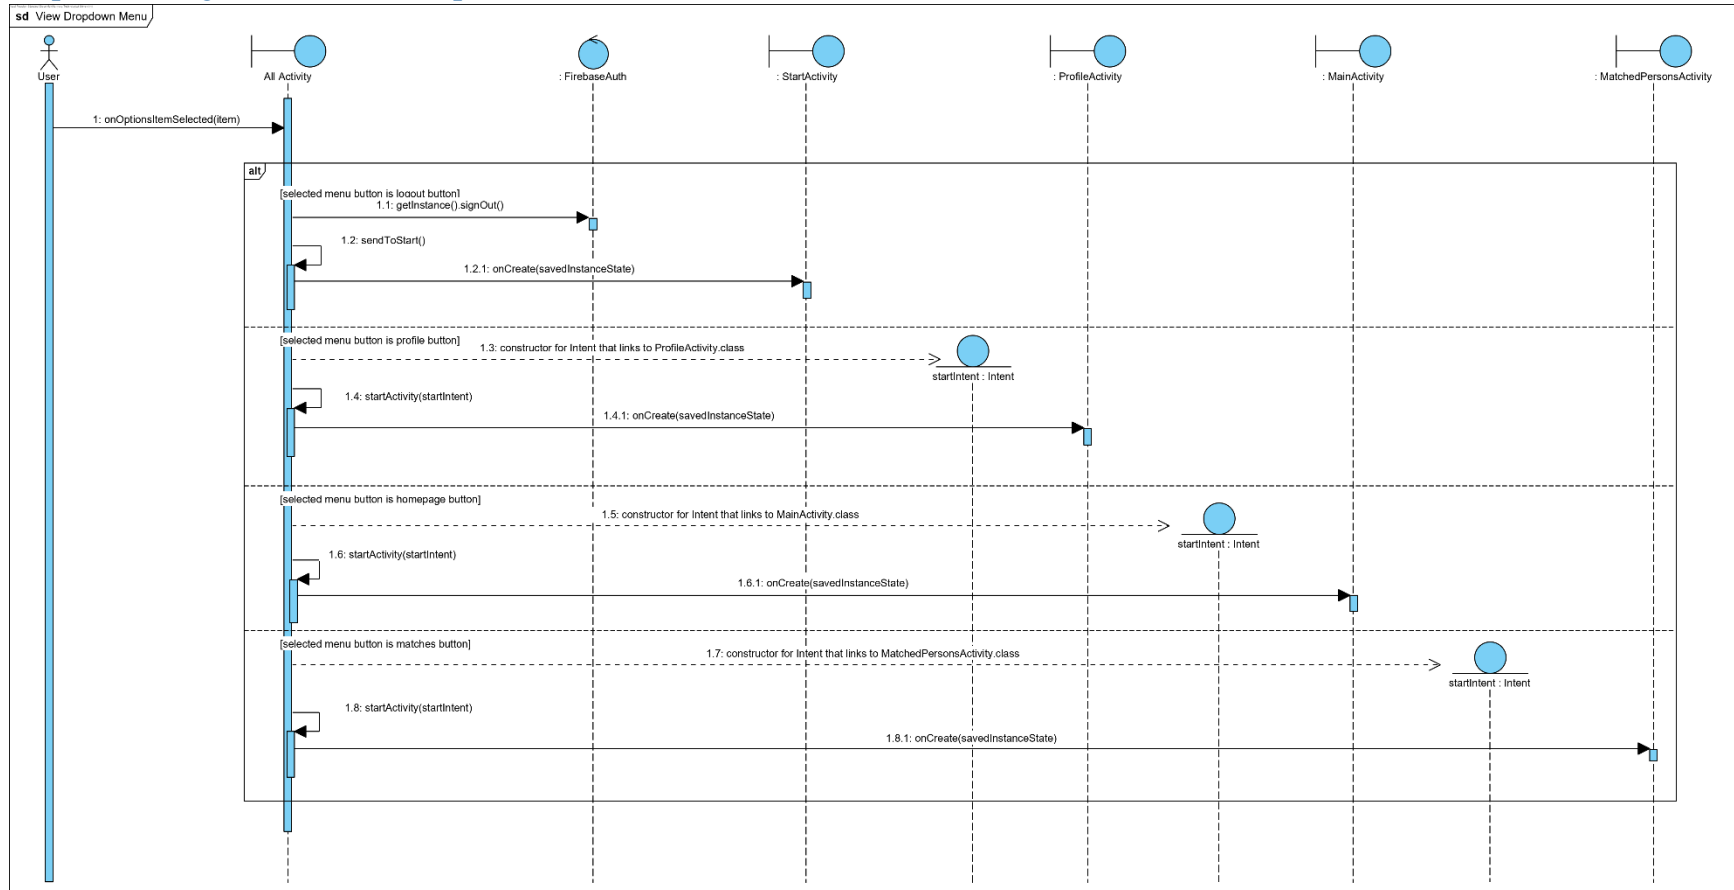 sd View Dropdown Menu
User
All Activity
: FirebaseAuth
: StartActivity
: ProfileActivity
: MainActivity
: MatchedPersonsActivity
1: onOptionsItemSelected(item)
alt
[selected menu button is logout button]
1.1: getInstance().signOut()
1.2: sendToStart()
1.2.1: onCreate(savedInstanceState)
[selected menu button is profile button]
1.3: constructor for Intent that links to ProfileActivity.class
startIntent : Intent
1.4: startActivity(startIntent)
1.4.1: onCreate(savedInstanceState)
[selected menu button is homepage button]
1.5: constructor for Intent that links to MainActivity.class
startIntent : Intent
1.6: startActivity(startIntent)
1.6.1: onCreate(savedInstanceState)
[selected menu button is matches button]
1.7: constructor for Intent that links to MatchedPersonsActivity.class
startIntent : Intent
1.8: startActivity(startIntent)
1.8.1: onCreate(savedInstanceState)